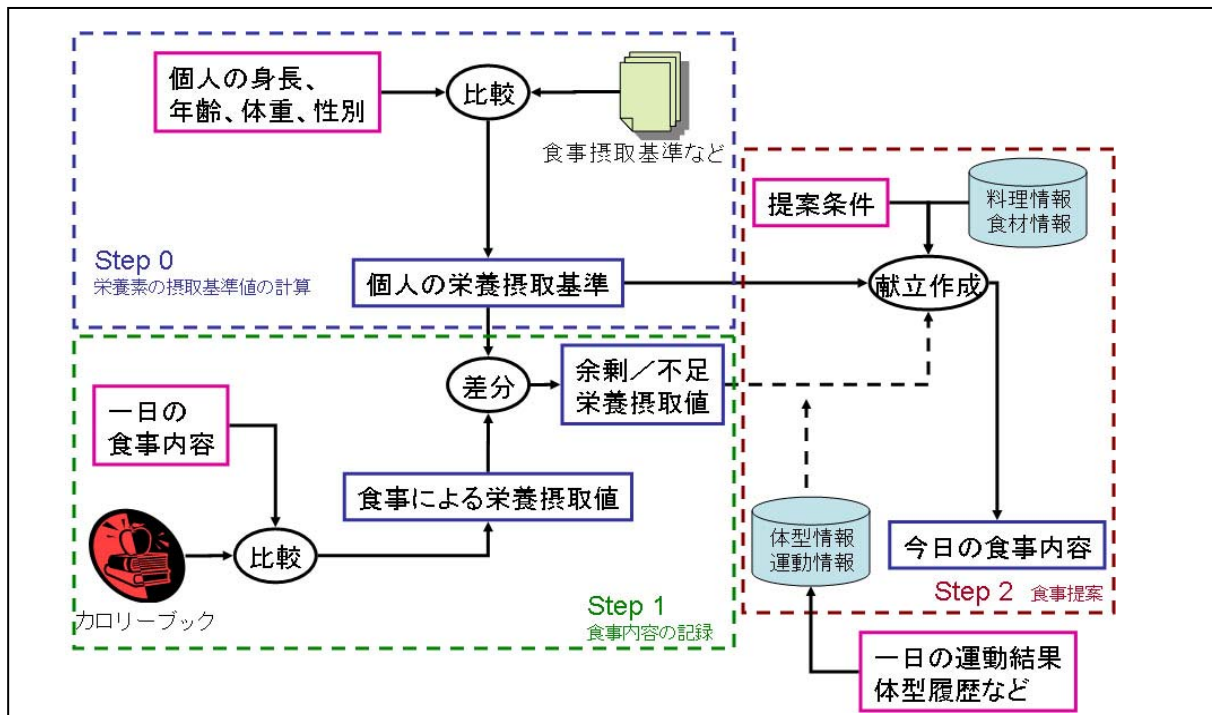 個人の身長、
年齢、体重、性別
比較
食事摂取基準など
Step 0
栄養素の摂取基準値の計算
個人の栄養摂取基準
提案条件
料理情報
食材情報
献立作成
差分
余剰／不足
栄養摂取値
一日の
食事内容
食事による栄養摂取値
比較
カロリーブック
Step 1
食事内容の記録
体型情報
運動情報
今日の食事内容
Step 2 食事提案
一日の運動結果
体型履歴など